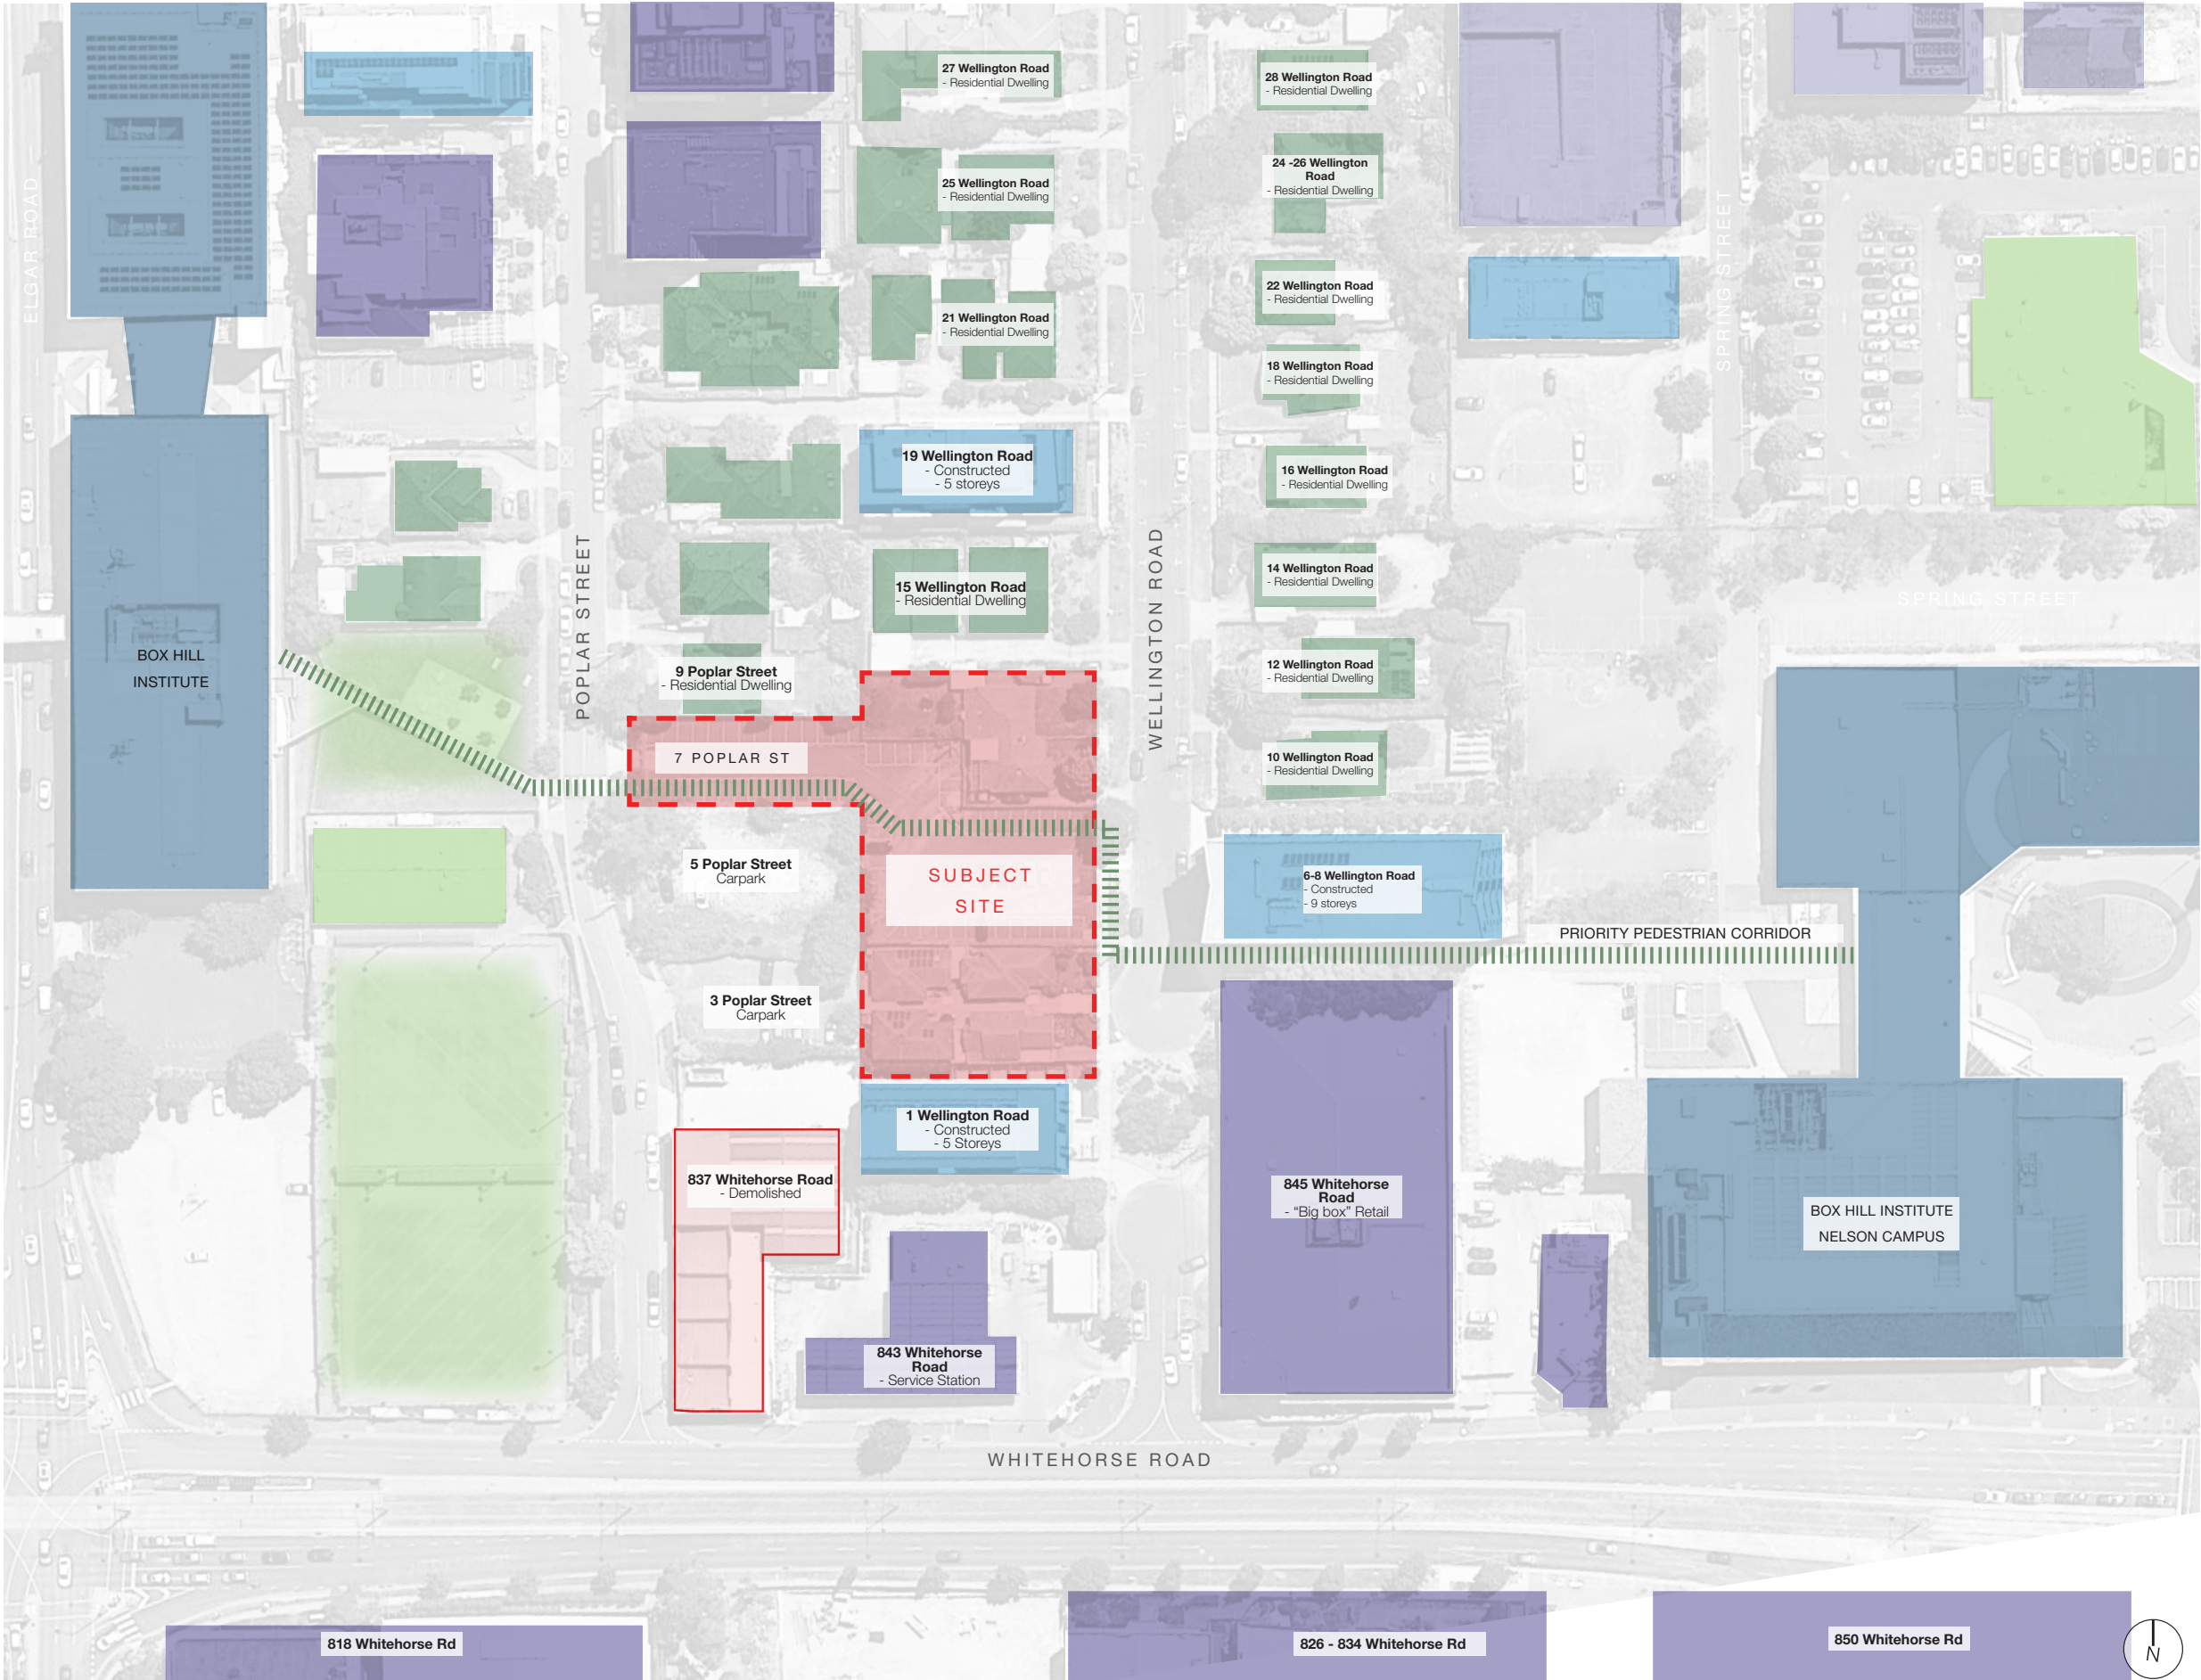 27 Wellington Road
- Residential Dwelling
28 Wellington Road
- Residential Dwelling
24 -26 Wellington
Road
- Residential Dwelling
25 Wellington Road
- Residential Dwelling
ELGAR ROAD
SPRING STREET
22 Wellington Road
- Residential Dwelling
21 Wellington Road
- Residential Dwelling
18 Wellington Road
- Residential Dwelling
19 Wellington Road
- Constructed
- 5 storeys
16 Wellington Road
- Residential Dwelling
POPLAR STREET
WELLINGTON ROAD
15 Wellington Road
- Residential Dwelling
14 Wellington Road
- Residential Dwelling
SPRING STREET
BOX HILL
INSTITUTE
9 Poplar Street
- Residential Dwelling
12 Wellington Road
- Residential Dwelling
7 POPLAR ST
10 Wellington Road
- Residential Dwelling
5 Poplar Street
Carpark
SUBJECT
SITE
6-8 Wellington Road
- Constructed
- 9 storeys
PRIORITY PEDESTRIAN CORRIDOR
3 Poplar Street
Carpark
1 Wellington Road
- Constructed
- 5 Storeys
837 Whitehorse Road
- Demolished
845 Whitehorse
Road
- “Big box” Retail
BOX HILL INSTITUTE
NELSON CAMPUS
843 Whitehorse
Road
- Service Station
WHITEHORSE ROAD
818 Whitehorse Rd
826 - 834 Whitehorse Rd
850 Whitehorse Rd
N